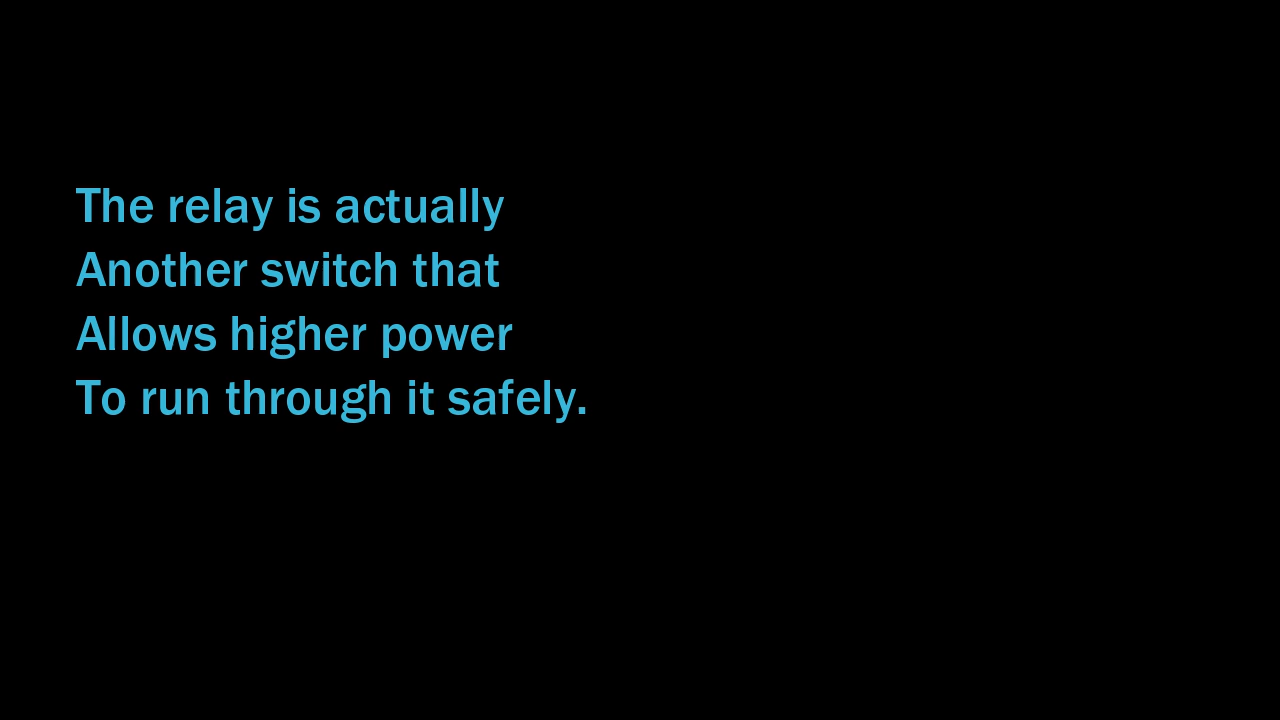 The relay is actually
Another switch that
Allows higher power
To run through it safely.